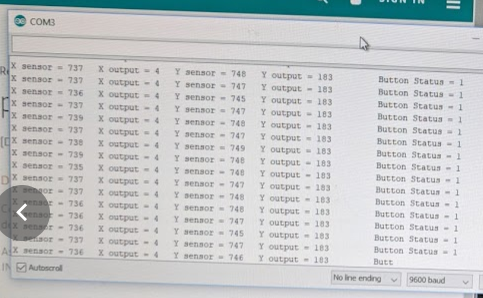 SIGN IN
COM3
X sensor = 737 X output = 4 Y sensor = 748 Y output = 183 Button Status = 1
X sensor = 737 X output = 4 Y sensor = 747 Y output = 183 Button Status = 1
X sensor = 736 X output = 4 Y sensor = 745 Y output = 183 Button Status = 1
X sensor = 737 X output = 4 Y sensor = 747 Y output = 183 Button Status = 1
X sensor = 739 X output = 4 Y sensor = 748 Y output = 183 Button Status = 1
X sensor = 737 X output = 4 Y sensor = 747 Y output = 183 Button Status = 1
X sensor = 738 X output = 4 Y sensor = 749 Y output = 183 Button Status = 1
X sensor = 739 X output = 4 Y sensor = 748 Y output = 183 Button Status = 1
X sensor = 735 X output = 4 Y sensor = 748 Y output = 183 Button Status = 1
X sensor = 737 X output = 4 Y sensor = 747 Y output = 183 Button Status = 1
sensor = 737 X output = 4 Y sensor = 748 Y output = 183 Button Status = 1
sensor = 736 X output = 4 Y sensor = 748 Y output = 183 Button Status = 1
sensor = 736 X output = 4 Y sensor = 747 Y output = 183 Button Status = 1
sensor = 736 X output = 4 Y sensor = 745 Y output = 183 Button Status = 1
X sensor = 737 X output = 4 Y sensor = 747 Y output = 183 Button Status = 1
X sensor = 736 X output = 4 Y sensor = 746 Y output = 183 Butt
Autoscroll
No line ending
9600 baud